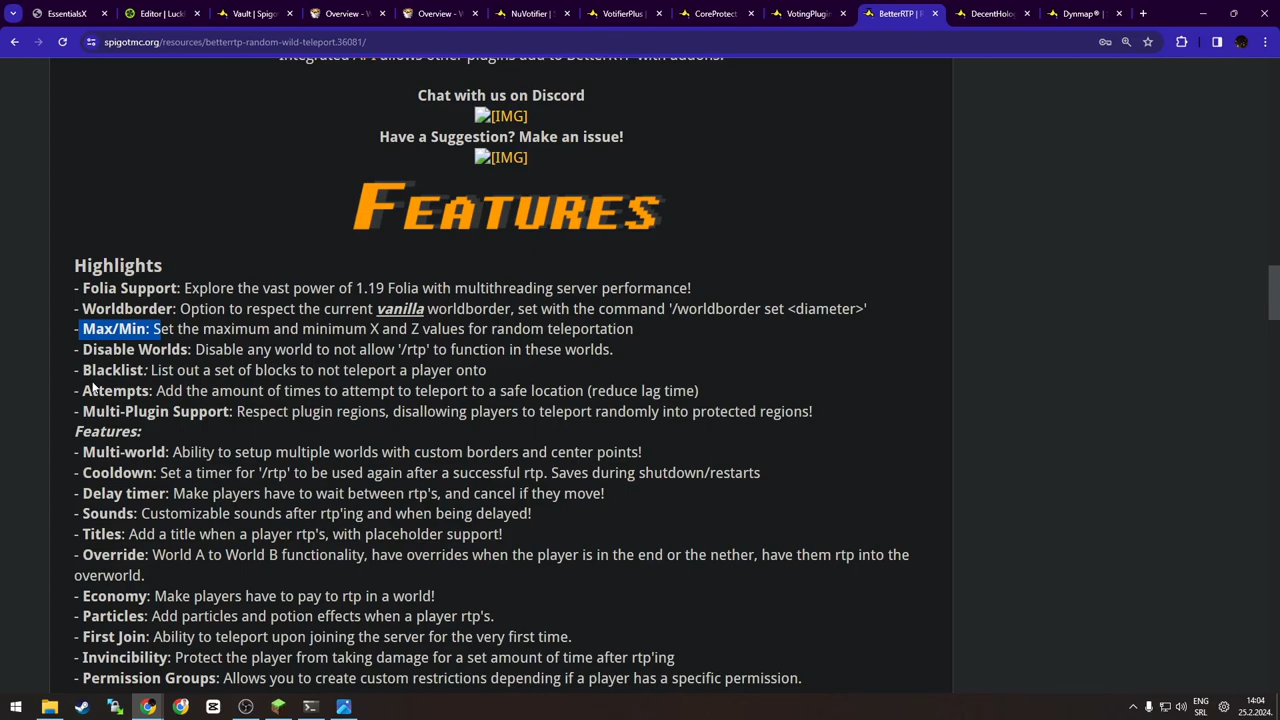 EssentialsX
Editor | Luck
Vault | Spigo
Overview -
Overview -
NuVotifier | S
VotifierPlus |
CoreProtect
VotingPlugin
BetterRTP | R
DecentHolog
Dynmap® | S
spigotmc.org/resources/betterrtp-random-wild-teleport.36081/
Integrated API allows other plugins add to BetterRTP with addons!
Chat with us on Discord
[IMG]
Have a Suggestion? Make an issue!
[IMG]
FEATURES
Highlights
- Folia Support: Explore the vast power of 1.19 Folia with multithreading server performance!
- Worldborder: Option to respect the current vanilla worldborder, set with the command '/worldborder set <diameter>'
- Max/Min: Set the maximum and minimum X and Z values for random teleportation
- Disable Worlds: Disable any world to not allow '/rtp' to function in these worlds.
- Blacklist: List out a set of blocks to not teleport a player onto
- Attempts: Add the amount of times to attempt to teleport to a safe location (reduce lag time)
- Multi-Plugin Support: Respect plugin regions, disallowing players to teleport randomly into protected regions!
Features:
- Multi-world: Ability to setup multiple worlds with custom borders and center points!
- Cooldown: Set a timer for '/rtp' to be used again after a successful rtp. Saves during shutdown/restarts
- Delay timer: Make players have to wait between rtp's, and cancel if they move!
- Sounds: Customizable sounds after rtp'ing and when being delayed!
- Titles: Add a title when a player rtp's, with placeholder support!
- Override: World A to World B functionality, have overrides when the player is in the end or the nether, have them rtp into the
overworld.
- Economy: Make players have to pay to rtp in a world!
- Particles: Add particles and potion effects when a player rtp's.
- First Join: Ability to teleport upon joining the server for the very first time.
- Invincibility: Protect the player from taking damage for a set amount of time after rtp'ing
- Permission Groups: Allows you to create custom restrictions depending if a player has a specific permission.
ENG
SRL
14:04
25.2.2024.